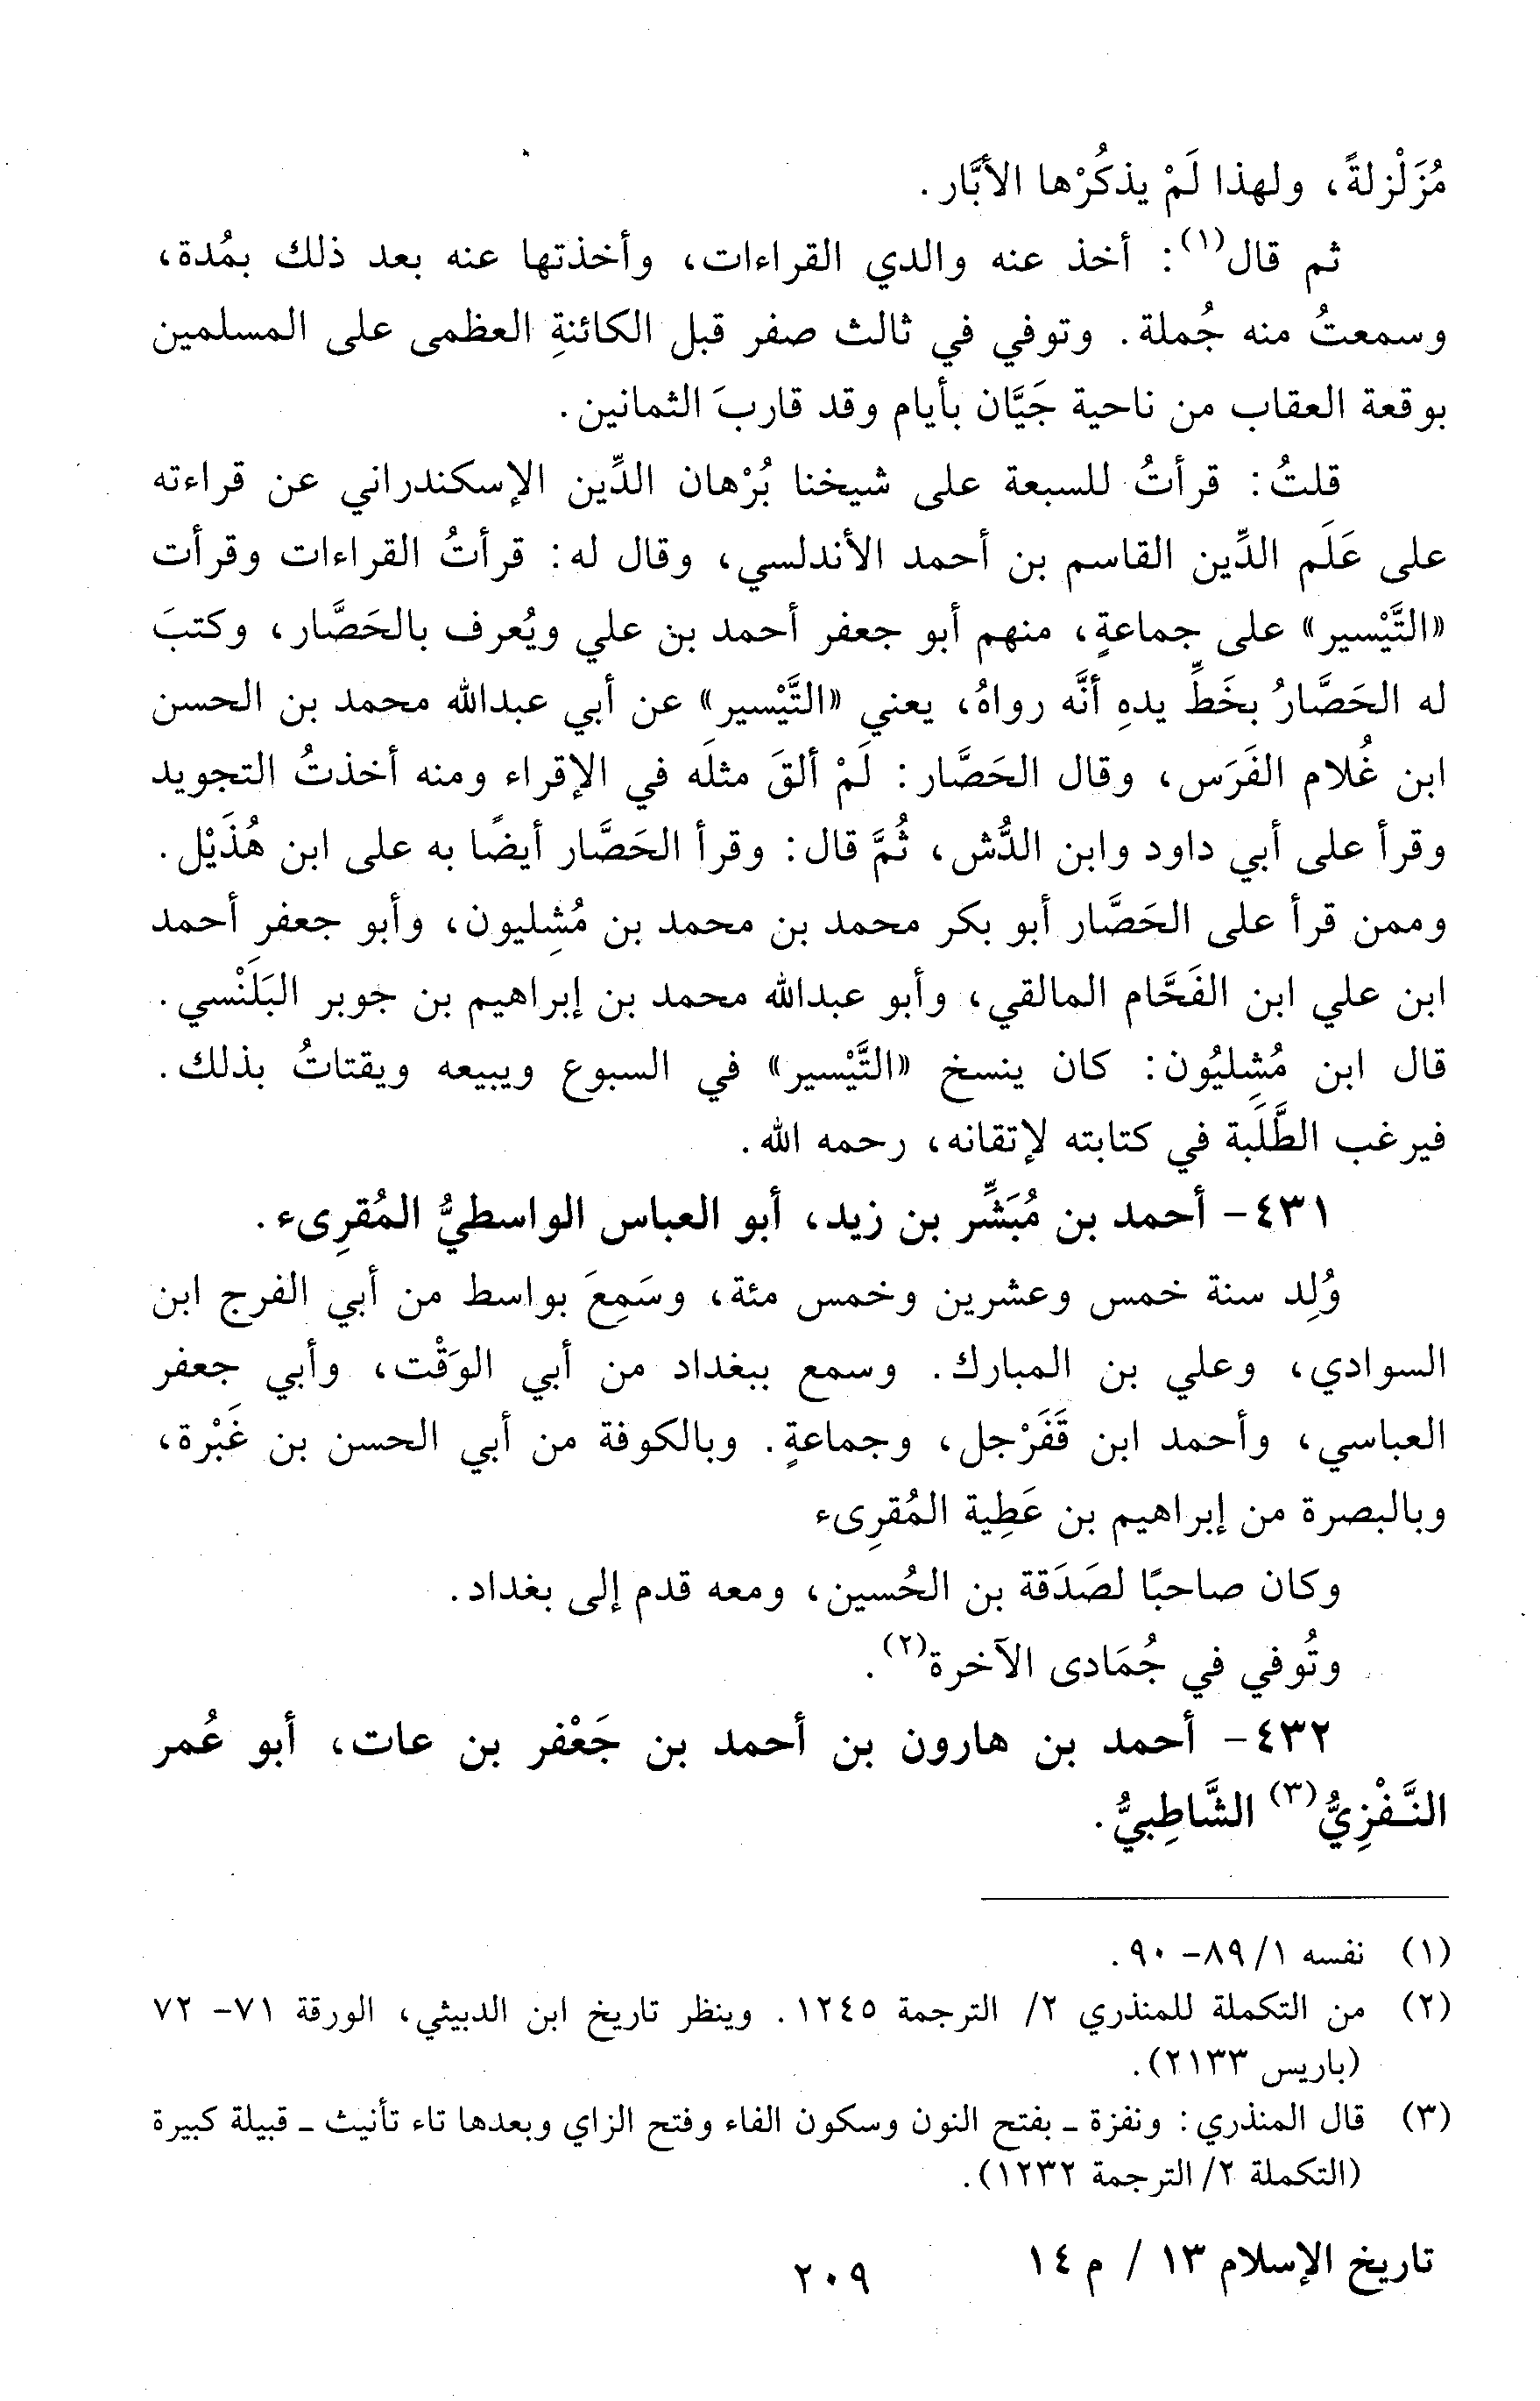 مُزَلْزلةً، ولهذا لَمْ يذكُرْها الأبَّار.
ثم قال(١): أخذ عنه والدي القراءات، وأخذتها عنه بعد ذلك بمُدة،
وسمعتُ منه جُملة. وتوفي في ثالث صفر قبل الكائنةِ العظمى على المسلمين
بوقعة العقاب من ناحية جَيَّان بأيام وقد قاربَ الثمانين.
قلتُ: قرأتُ للسبعة على شيخنا بُرْهان الدِّين الإسكندراني عن قراءته
على عَلَم الدِّين القاسم بن أحمد الأندلسي، وقال له: قرأتُ القراءات وقرأت
«التَّيْسير» على جماعةٍ، منهم أبو جعفر أحمد بن علي ويُعرف بالحَصَّار، وكتبَ
له الحَصَّارُ بخَطِّ يدهِ أنَّه رواهُ، يعني «التَّيْسير» عن أبي عبدالله محمد بن الحسن
ابن غُلام الفَرَس، وقال الحَصَّار: لَمْ ألقَ مثلَه في الإقراء ومنه أخذتُ التجويد
وقرأ على أبي داود وابن الدُّش، ثُمَّ قال: وقرأ الحَصَّار أيضًا به على ابن هُذَيْل.
وممن قرأ على الحَصَّار أبو بكر محمد بن محمد بن مُشِليون، وأبو جعفر أحمد
ابن علي ابن الفَحَّام المالقي، وأبو عبدالله محمد بن إبراهيم بن جوبر البَلَنْسي.
قال ابن مُشِليُون: كان ينسخ «التَّيْسير» في السبوع ويبيعه ويقتاتُ بذلك.
فيرغب الطَّلَبة في كتابته لإتقانه، رحمه الله.
٤٣١- أحمد بن مُبَشِّر بن زيد، أبو العباس الواسطيُّ المُقرِىء.
وُلِد سنة خمس وعشرين وخمس مئة، وسَمِعَ بواسط من أبي الفرج ابن
السوادي، وعلي بن المبارك. وسمع ببغداد من أبي الوَقْت، وأبي جعفر
العباسي، وأحمد ابن قَفَرْجل، وجماعةٍ. وبالكوفة من أبي الحسن بن غَبْرة،
وبالبصرة من إبراهيم بن عَطِية المُقرِىء
وكان صاحبًا لصَدَقة بن الحُسين، ومعه قدم إلى بغداد.
وتُوفي في جُمَادى الآخرة(٢).
٤٣٢- أحمد بن هارون بن أحمد بن جَعْفر بن عات، أبو عُمر
النَّـفْزِيُّ(٣) الشَّاطِبيُّ.
(١) نفسه ١/ ٨٩- ٩٠.
(٢) من التكملة للمنذري ٢/ الترجمة ١٢٤٥. وينظر تاريخ ابن الدبيثي، الورقة ٧١- ٧٢
(باريس ٢١٣٣).
(٣) قال المنذري: ونفزة ـ بفتح النون وسكون الفاء وفتح الزاي وبعدها تاء تأنيث ـ قبيلة كبيرة
(التكملة ٢/ الترجمة ١٢٣٢).
تاريخ الإسلام ١٣ / م ١٤
٢٠٩